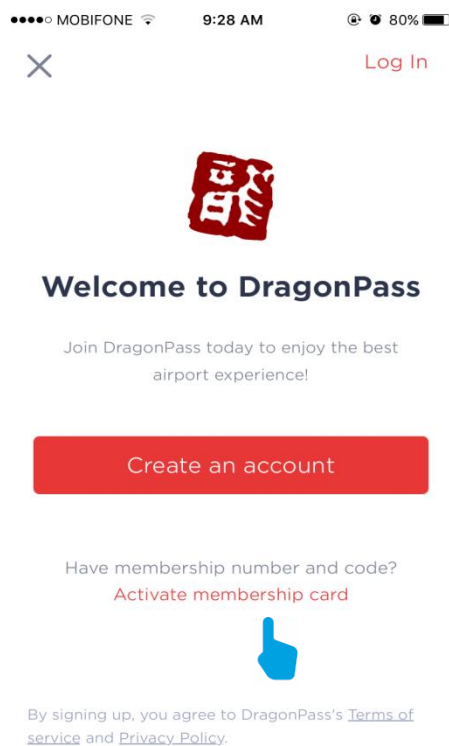 MOBIFONE 9:28 AM 80%
Log In
Welcome to DragonPass
Join DragonPass today to enjoy the best
airport experience!
Create an account
Have membership number and code?
Activate membership card
By signing up, you agree to DragonPass's Terms of
service and Privacy Policy.